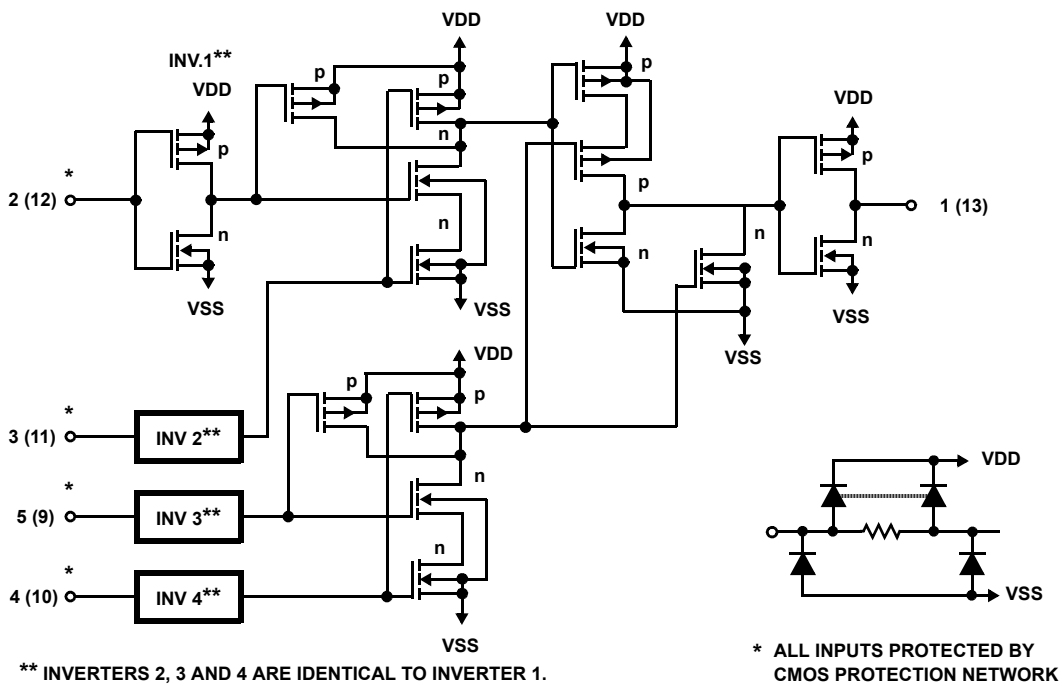 VDD
VDD
INV.1**
VDD
p
p
p
VDD
p
n
p
p
*
2 (12)
n
n
n
n
n
1 (13)
VSS
VSS
VSS
VSS
VDD
p
p
*
3 (11)
INV 2**
n
VDD
*
5 (9)
INV 3**
n
*
4 (10)
INV 4**
VSS
VSS
* ALL INPUTS PROTECTED BY
CMOS PROTECTION NETWORK
** INVERTERS 2, 3 AND 4 ARE IDENTICAL TO INVERTER 1.